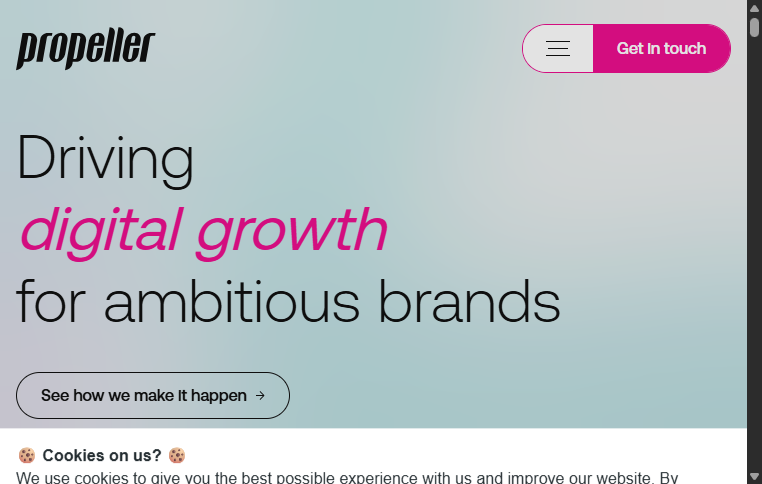 propeller
Get in touch
Driving
digital growth
for ambitious brands
See how we make it happen →
🍪 Cookies on us? 🍪
We use cookies to give you the best possible experience with us and improve our website. By